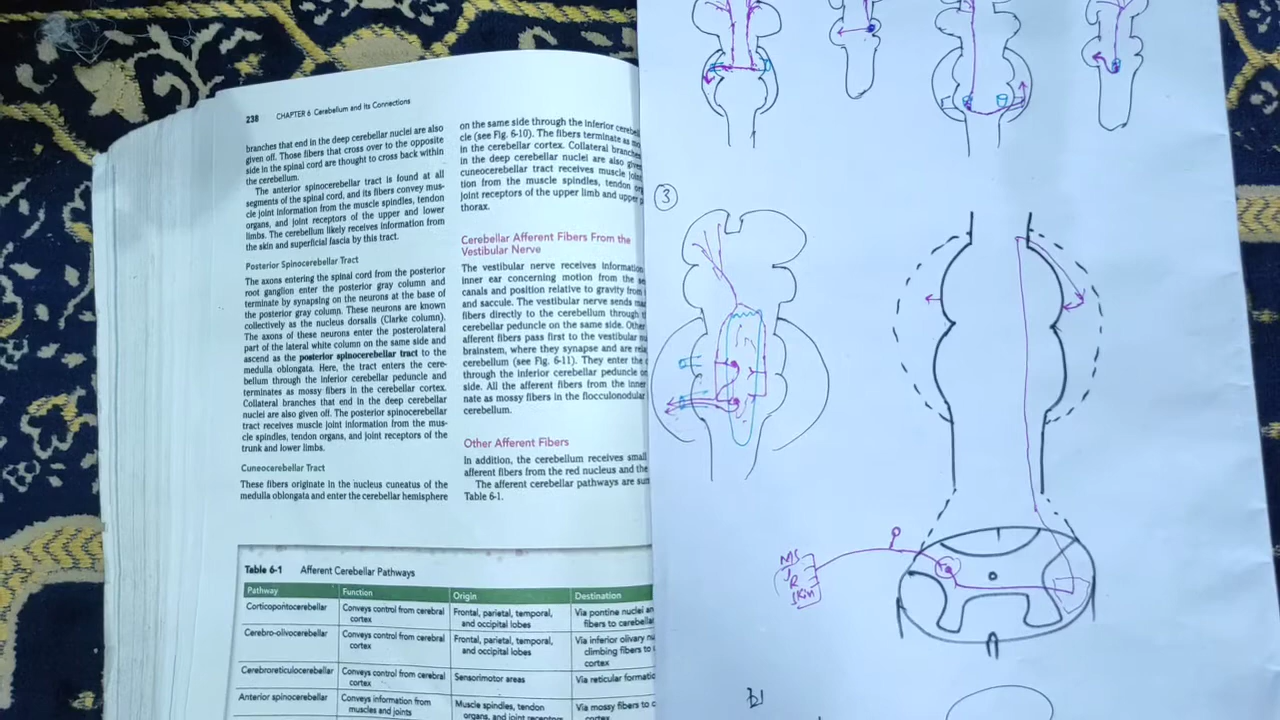 238 CHAPTER 6 Cerebellum and Its Connections
branches that end in the deep cerebellar nuclei are also
given off. Those fibers that cross over to the opposite
side in the spinal cord are thought to cross back within
the cerebellum.
The anterior spinocerebellar tract is found at all
segments of the spinal cord, and its fibers convey mus-
cle joint information from the muscle spindles, tendon
organs, and joint receptors of the upper and lower
limbs. The cerebellum likely receives information from
the skin and superficial fascia by this tract.
Posterior Spinocerebellar Tract
The axons entering the spinal cord from the posterior
root ganglion enter the posterior gray column and
terminate by synapsing on the neurons at the base of
the posterior gray column. These neurons are known
collectively as the nucleus dorsalis (Clarke column).
The axons of these neurons enter the posterolateral
part of the lateral white column on the same side and
ascend as the posterior spinocerebellar tract to the
medulla oblongata. Here, the tract enters the cere-
bellum through the inferior cerebellar peduncle and
terminates as mossy fibers in the cerebellar cortex.
Collateral branches that end in the deep cerebellar
nuclei are also given off. The posterior spinocerebellar
tract receives muscle joint information from the mus-
cle spindles, tendon organs, and joint receptors of the
trunk and lower limbs.
Cuneocerebellar Tract
These fibers originate in the nucleus cuneatus of the
medulla oblongata and enter the cerebellar hemisphere
on the same side through the inferior
cle (see Fig. 6-10). The fibers terminate as
in the cerebellar cortex. Collateral
in the deep cerebellar nuclei are also
cuneocerebellar tract receives muscle
tion from the muscle spindles, tendon
joint receptors of the upper limb and upper
thorax.
Cerebellar Afferent Fibers From the
Vestibular Nerve
The vestibular nerve receives information
inner ear concerning motion from the
canals and position relative to gravity from
and saccule. The vestibular nerve sends
fibers directly to the cerebellum through
cerebellar peduncle on the same side. Other
afferent fibers pass first to the vestibular
brainstem, where they synapse and are
cerebellum (see Fig. 6-11). They enter the
through the inferior cerebellar peduncle
side. All the afferent fibers from the inner
nate as mossy fibers in the flocculonodular
cerebellum.
Other Afferent Fibers
In addition, the cerebellum receives small
afferent fibers from the red nucleus and the
The afferent cerebellar pathways are
Table 6-1.
Table 6-1 Afferent Cerebellar Pathways
Pathway Function Origin Destination
Corticopontocerebellar Conveys control from cerebral cortex Frontal, parietal, temporal, and occipital lobes Via pontine nuclei fibers to
Cerebro-olivocerebellar Conveys control from cerebral cortex Frontal, parietal, temporal, and occipital lobes Via inferior olivary climbing fibers to cortex
Cerebroreticulocerebellar Conveys control from cerebral cortex Sensorimotor areas Via reticular
Anterior spinocerebellar Conveys information from muscles and joints Muscle spindles, tendon organs, and joint receptors Via mossy fibers to cortex
3
MS
J
R
Skin
b)